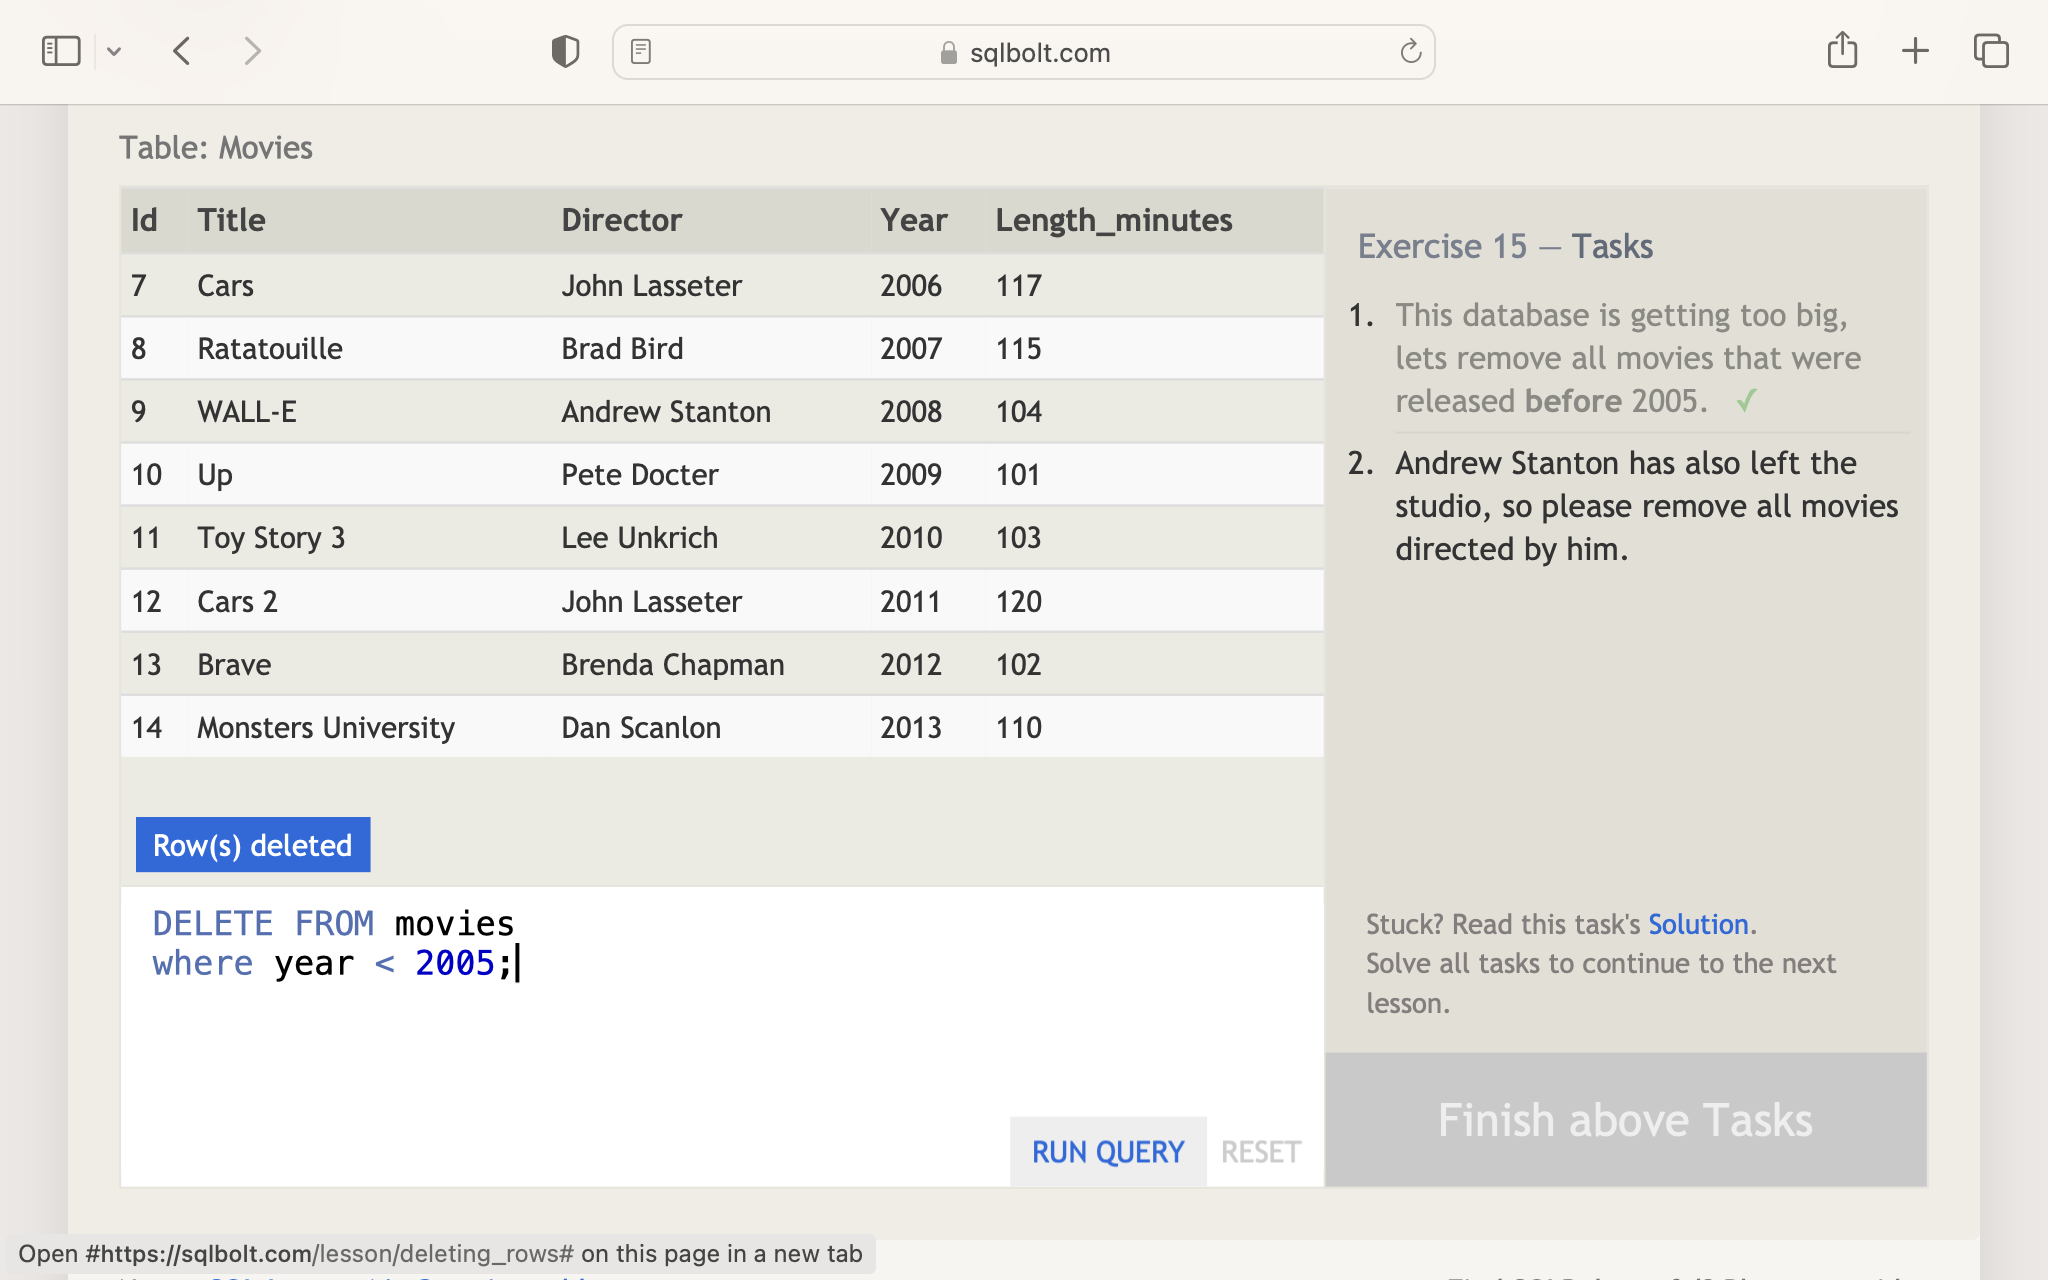 sqlbolt.com
Table: Movies
Id Title Director Year Length_minutes
7 Cars John Lasseter 2006 117
8 Ratatouille Brad Bird 2007 115
9 WALL-E Andrew Stanton 2008 104
10 Up Pete Docter 2009 101
11 Toy Story 3 Lee Unkrich 2010 103
12 Cars 2 John Lasseter 2011 120
13 Brave Brenda Chapman 2012 102
14 Monsters University Dan Scanlon 2013 110
Row(s) deleted
DELETE FROM movies
where year < 2005;
RUN QUERY RESET
Exercise 15 — Tasks
1. This database is getting too big,
lets remove all movies that were
released before 2005. ✓
2. Andrew Stanton has also left the
studio, so please remove all movies
directed by him.
Stuck? Read this task's Solution.
Solve all tasks to continue to the next
lesson.
Finish above Tasks
Open #https://sqlbolt.com/lesson/deleting_rows# on this page in a new tab